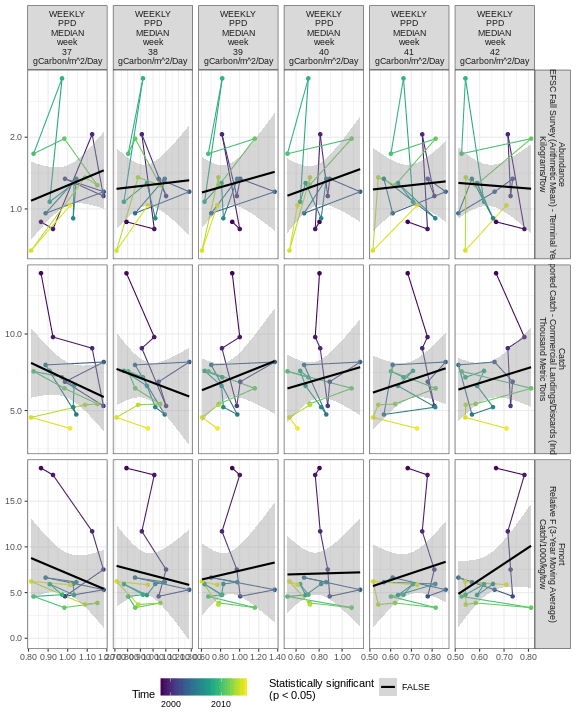 WEEKLY
PPD
MEDIAN
week
37
gCarbon/m^2/Day
WEEKLY
PPD
MEDIAN
week
38
gCarbon/m^2/Day
WEEKLY
PPD
MEDIAN
week
39
gCarbon/m^2/Day
WEEKLY
PPD
MEDIAN
week
40
gCarbon/m^2/Day
WEEKLY
PPD
MEDIAN
week
41
gCarbon/m^2/Day
WEEKLY
PPD
MEDIAN
week
42
gCarbon/m^2/Day
2.0
1.0
Abundance
EFSC Fall Survey (Arithmetic Mean) - Terminal Ye
Kilograms/Tow
10.0
5.0
Catch
ported Catch - Commercial Landings/Discards (Ind
Thousand Metric Tons
15.0
10.0
5.0
0.0
Fmort
Relative F (3-Year Moving Average)
Catch/1000/kg/tow
0.80 0.90 1.00 1.10
0.60 0.80 1.00 1.20 1.40
0.60 0.80 1.00
0.50 0.60 0.70 0.80
0.50 0.60 0.70 0.80
Time
2000 2010
Statistically significant
(p < 0.05)
FALSE